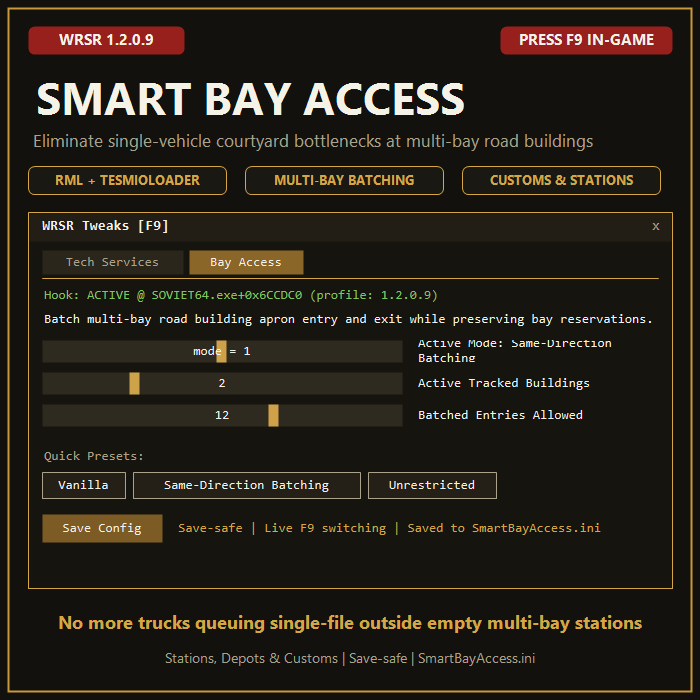 WRSR 1.2.0.9
PRESS F9 IN-GAME
SMART BAY ACCESS
Eliminate single-vehicle courtyard bottlenecks at multi-bay road buildings
RML + TESMIOLOADER
MULTI-BAY BATCHING
CUSTOMS & STATIONS
WRSR Tweaks [F9]
x
Tech Services
Bay Access
Hook: ACTIVE @ SOVIET64.exe+0x6CCDC0 (profile: 1.2.0.9)
Batch multi-bay road building apron entry and exit while preserving bay reservations.
mode = 1
Active Mode: Same-Direction
Batching
2
Active Tracked Buildings
12
Batched Entries Allowed
Quick Presets:
Vanilla
Same-Direction Batching
Unrestricted
Save Config
Save-safe | Live F9 switching | Saved to SmartBayAccess.ini
No more trucks queuing single-file outside empty multi-bay stations
Stations, Depots & Customs | Save-safe | SmartBayAccess.ini